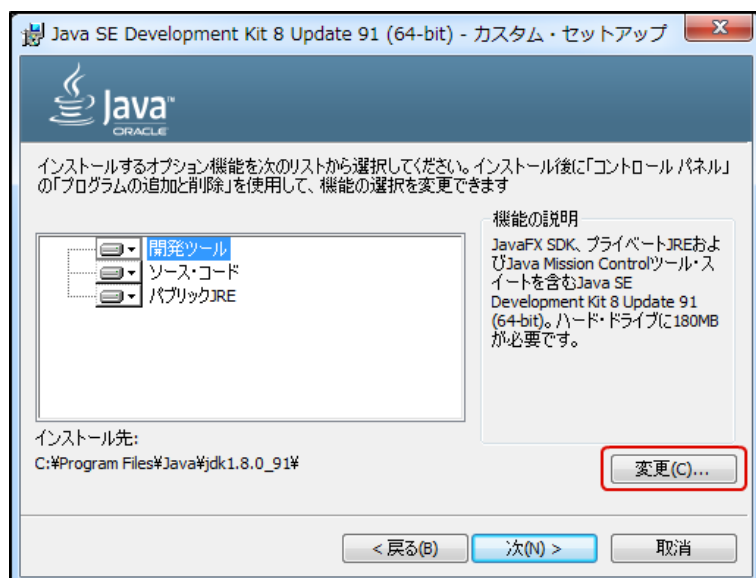 Java SE Development Kit 8 Update 91 (64-bit) - カスタム・セットアップ
Java™
ORACLE
インストールするオプション機能を次のリストから選択してください。インストール後に「コントロール パネル」
の「プログラムの追加と削除」を使用して、機能の選択を変更できます
開発ツール
ソース・コード
パブリックJRE
機能の説明
JavaFX SDK、プライベートJREおよ
びJava Mission Controlツール・ス
イートを含むJava SE
Development Kit 8 Update 91
(64-bit)。ハード・ドライブに180MB
が必要です。
インストール先:
C:¥Program Files¥Java¥jdk1.8.0_91¥
変更(C)...
< 戻る(B)
次(N) >
取消